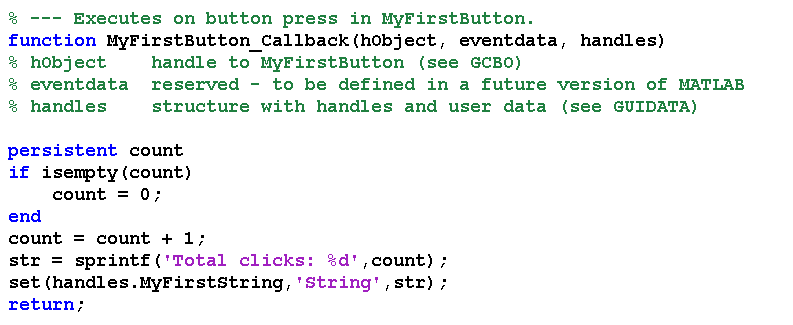 % --- Executes on button press in MyFirstButton.
function MyFirstButton_Callback(hObject, eventdata, handles)
% hObject    handle to MyFirstButton (see GCBO)
% eventdata  reserved - to be defined in a future version of MATLAB
% handles    structure with handles and user data (see GUIDATA)

persistent count
if isempty(count)
    count = 0;
end
count = count + 1;
str = sprintf('Total clicks: %d',count);
set(handles.MyFirstString,'String',str);
return;